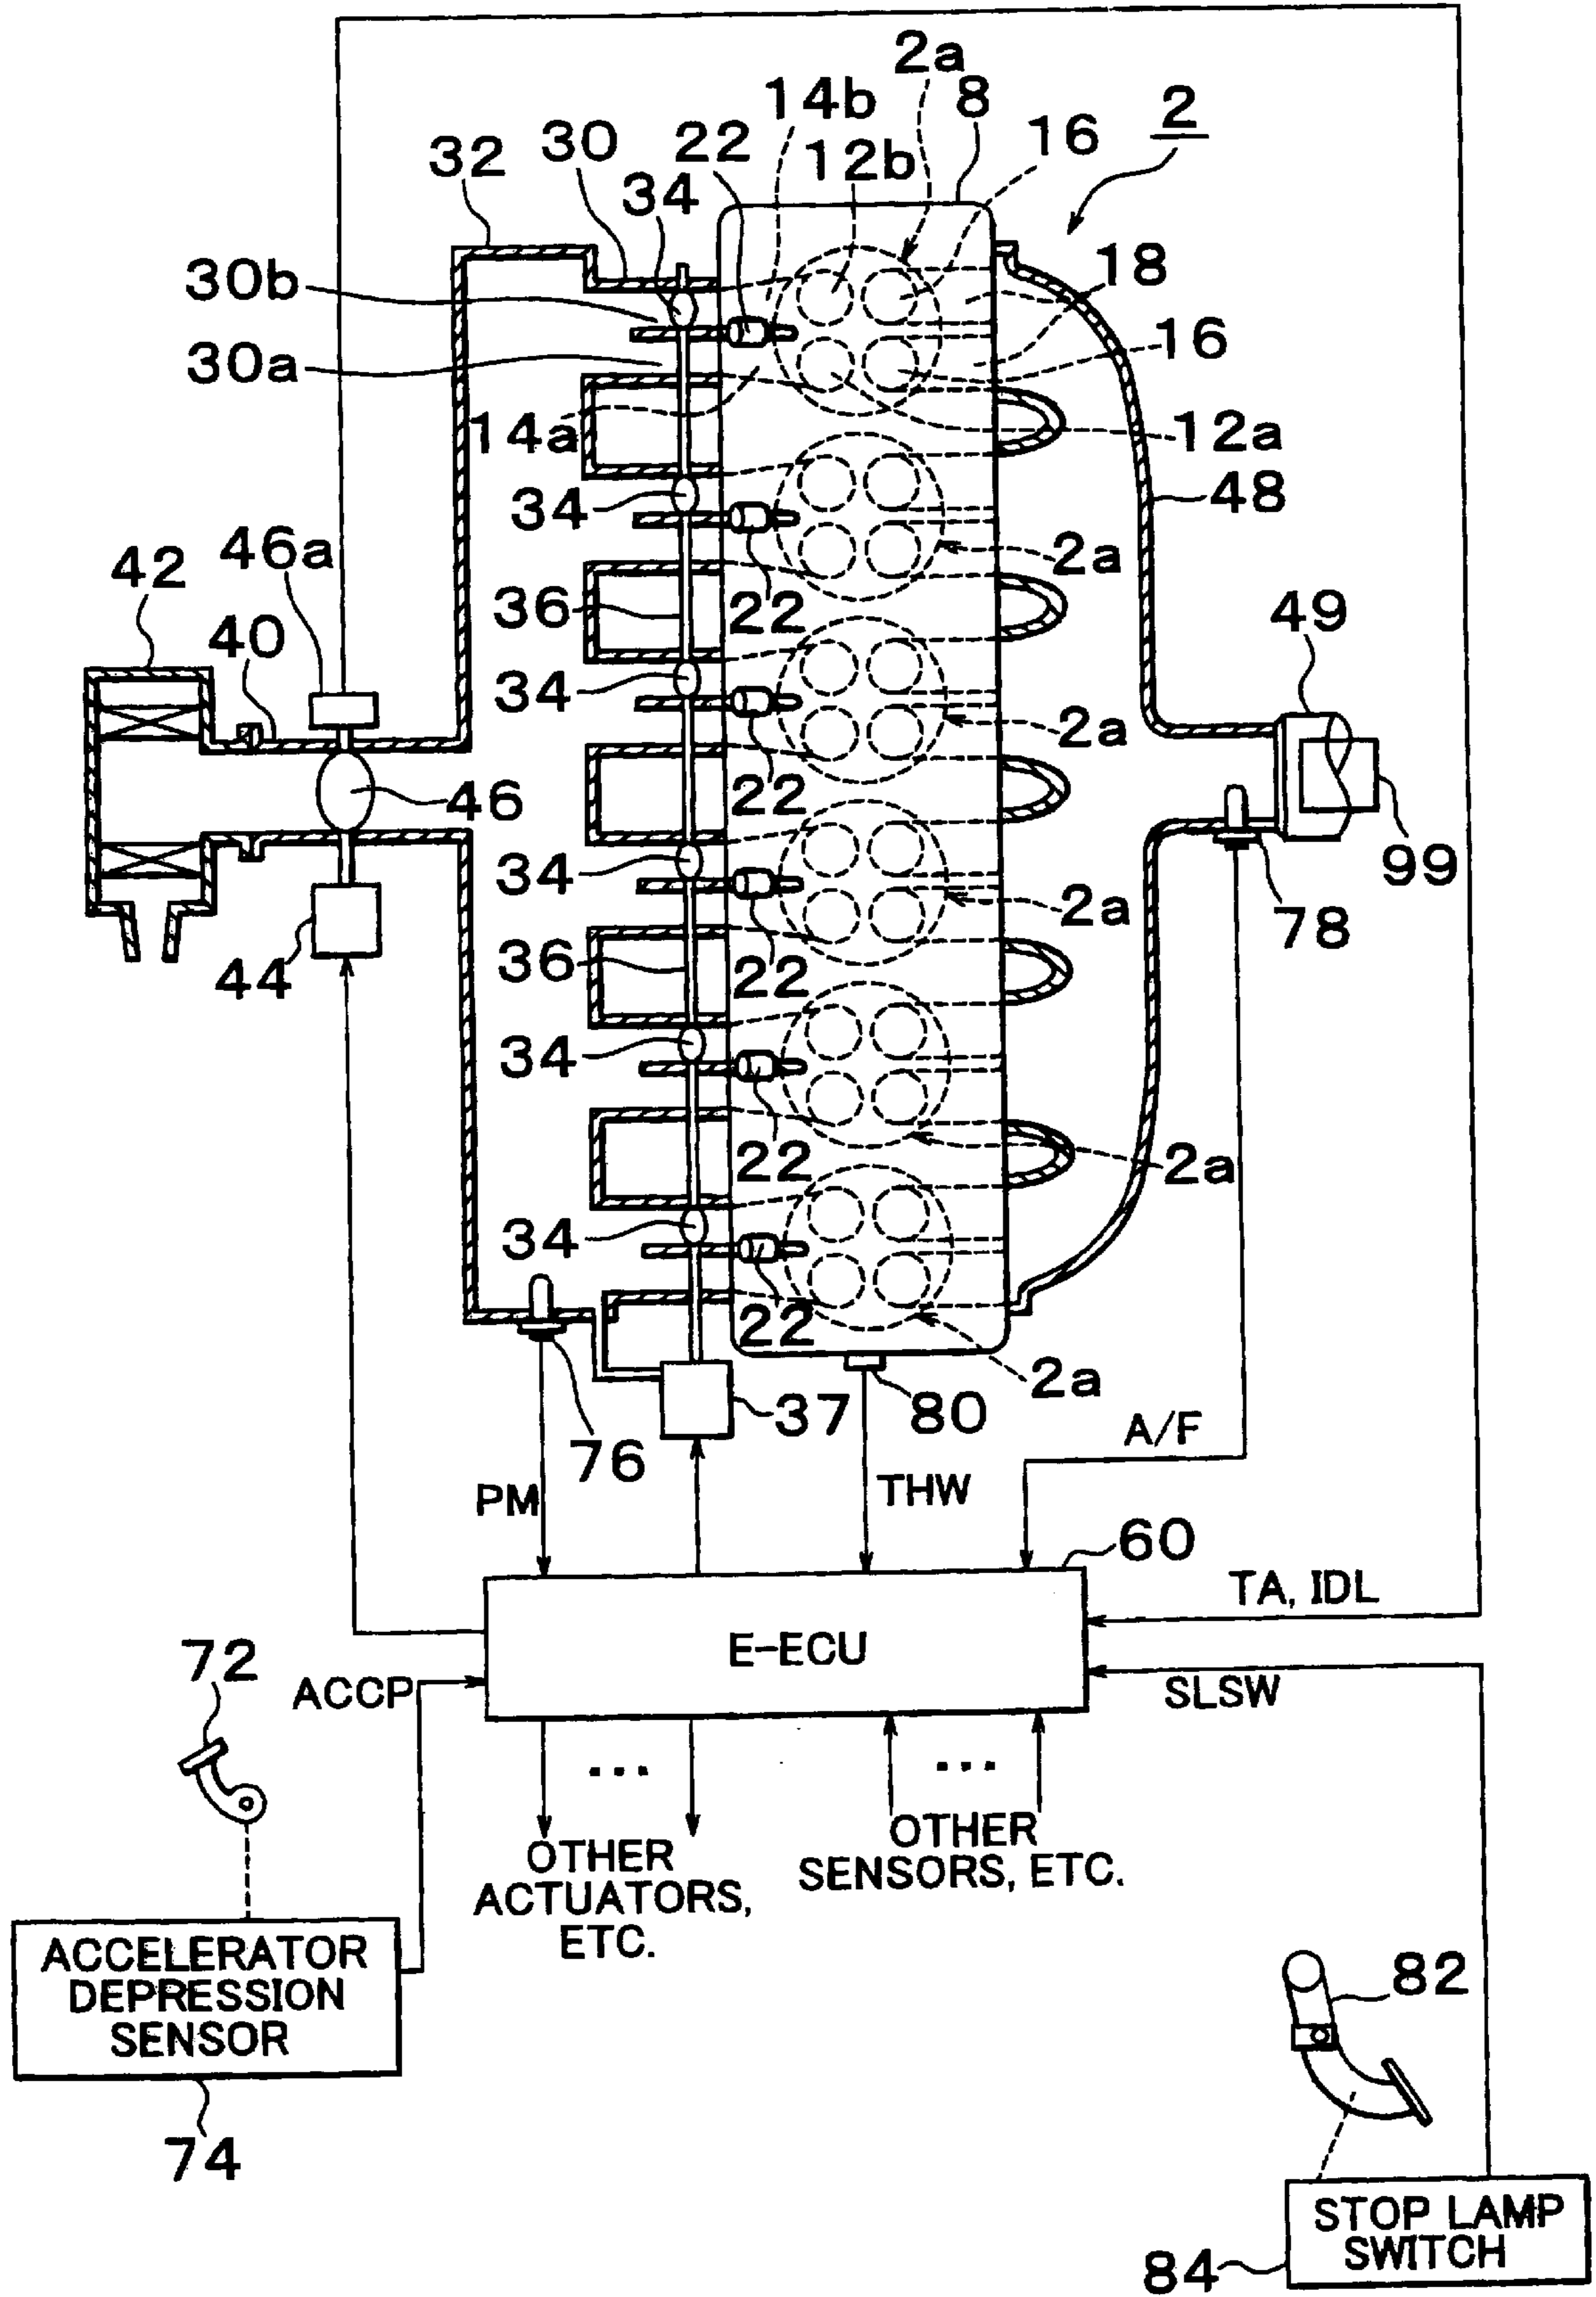 2a
14b
8
2
22
30
12b
16
32
34
30b
18
30a
16
14a
12a
34
48
46a
2a
42
36
22
49
40
34
2a
46
22
34
99
2a
78
44
36
22
34
22
2a
34
22
2a
37
80
76
A/F
PM
THW
60
TA, IDL
E-ECU
72
ACCP
SLSW
...
...
OTHER
SENSORS, ETC.
OTHER
ACTUATORS,
ETC.
ACCELERATOR
DEPRESSION
SENSOR
82
74
STOP LAMP
SWITCH
84